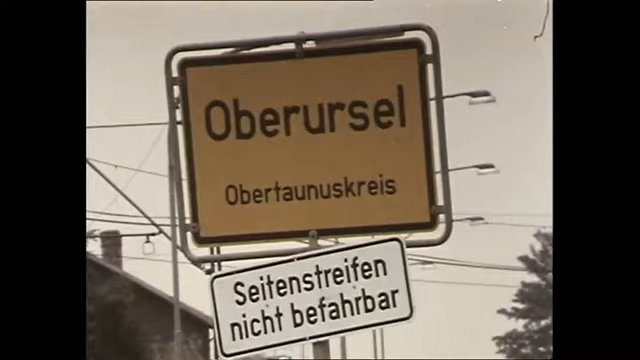 Oberursel
Obertaunuskreis
Seitenstreifen
nicht befahrbar